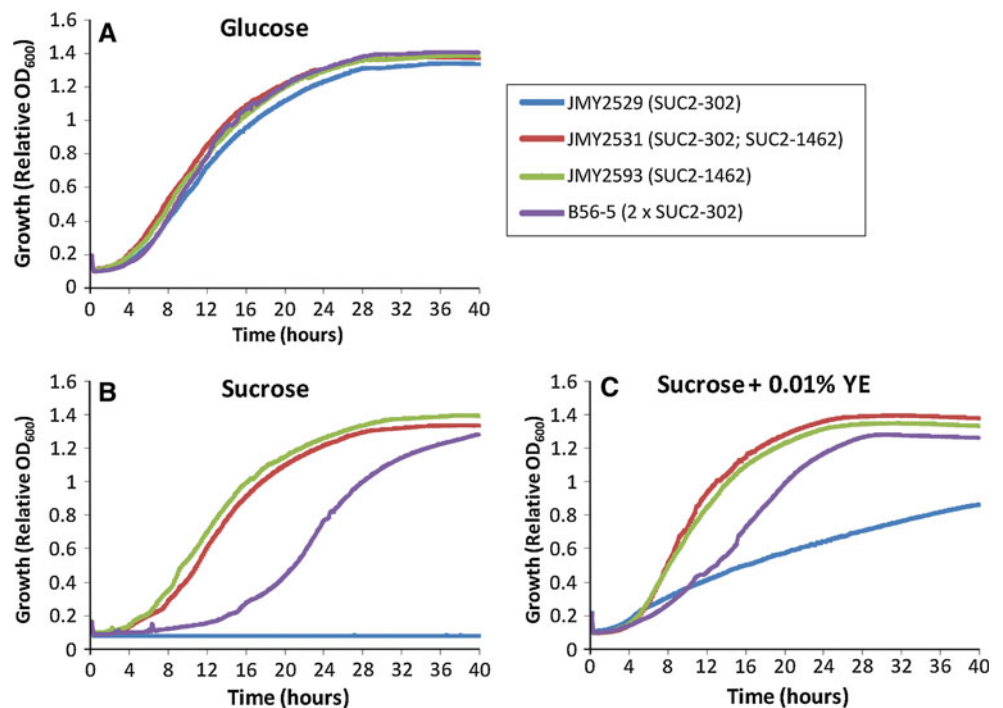 A
Glucose
Growth (Relative OD600)
1.6
1.4
1.2
1
0.8
0.6
0.4
0.2
0
0 4 8 12 16 20 24 28 32 36 40
Time (hours)
JMY2529 (SUC2-302)
JMY2531 (SUC2-302; SUC2-1462)
JMY2593 (SUC2-1462)
B56-5 (2 x SUC2-302)
B
Sucrose
Growth (Relative OD600)
1.6
1.4
1.2
1
0.8
0.6
0.4
0.2
0
0 4 8 12 16 20 24 28 32 36 40
Time (hours)
C
Sucrose + 0.01% YE
Growth (Relative OD600)
1.6
1.4
1.2
1
0.8
0.6
0.4
0.2
0
0 4 8 12 16 20 24 28 32 36 40
Time (hours)